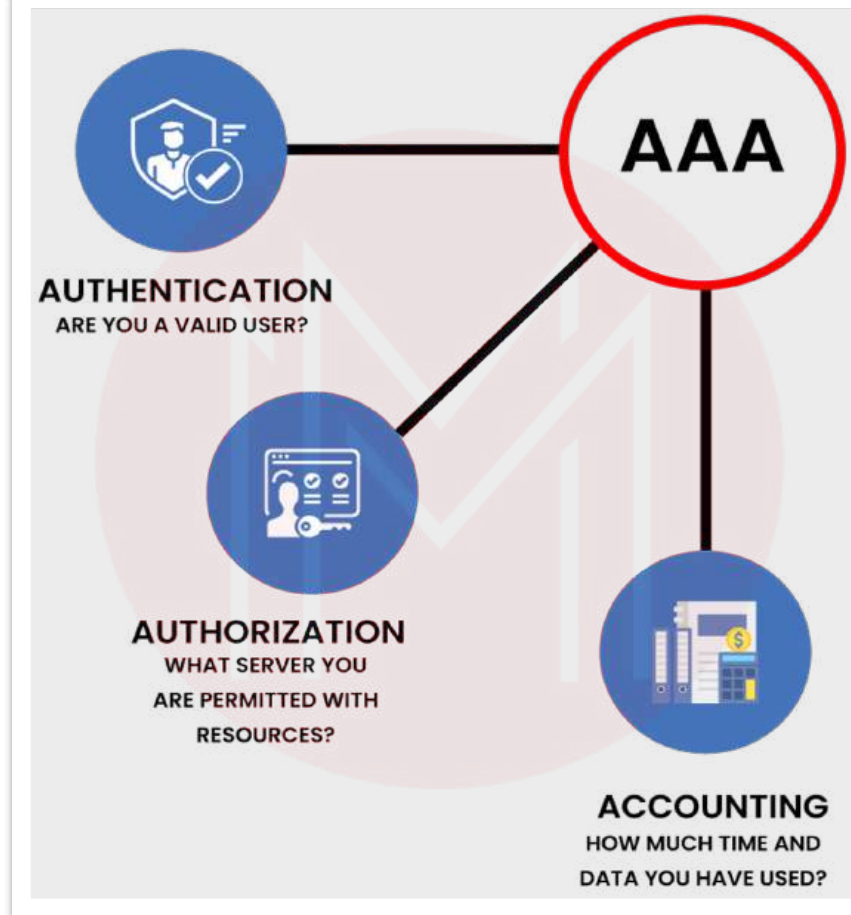 AAA
AUTHENTICATION
ARE YOU A VALID USER?
AUTHORIZATION
WHAT SERVER YOU
ARE PERMITTED WITH
RESOURCES?
ACCOUNTING
HOW MUCH TIME AND
DATA YOU HAVE USED?